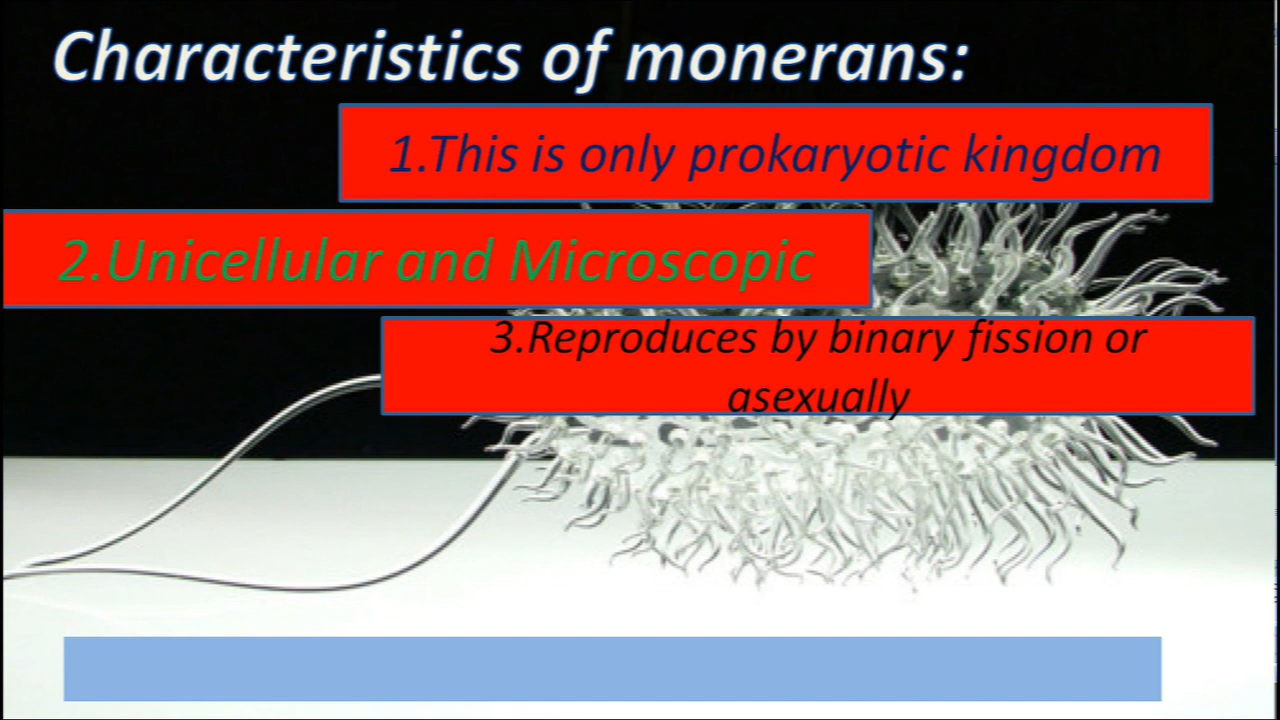 Characteristics of monerans:
1.This is only prokaryotic kingdom
2.Unicellular and Microscopic
3.Reproduces by binary fission or
asexually